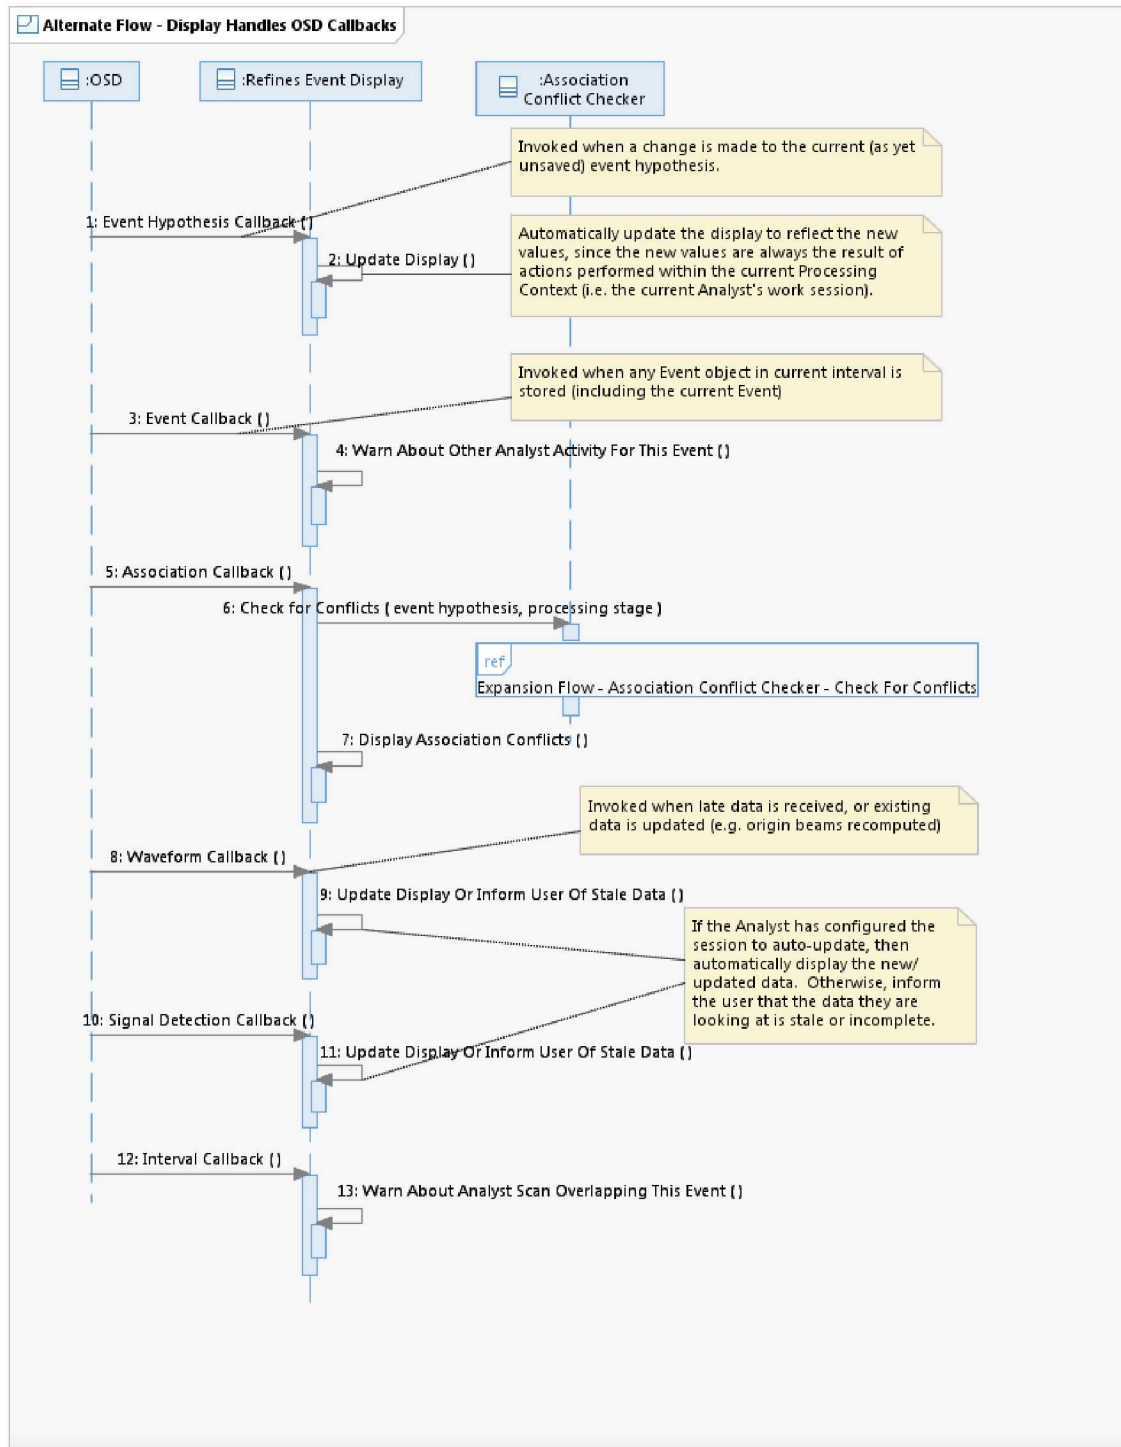 Alternate Flow - Display Handles OSD Callbacks
:OSD
:Refines Event Display
:Association
Conflict Checker
Invoked when a change is made to the current (as yet
unsaved) event hypothesis.
1: Event Hypothesis Callback ( )
Automatically update the display to reflect the new
values, since the new values are always the result of
actions performed within the current Processing
Context (i.e. the current Analyst's work session).
2: Update Display ( )
Invoked when any Event object in current interval is
stored (including the current Event)
3: Event Callback ( )
4: Warn About Other Analyst Activity For This Event ( )
5: Association Callback ( )
6: Check for Conflicts ( event hypothesis, processing stage )
ref
Expansion Flow - Association Conflict Checker - Check For Conflicts
7: Display Association Conflicts ( )
Invoked when late data is received, or existing
data is updated (e.g. origin beams recomputed)
8: Waveform Callback ( )
9: Update Display Or Inform User Of Stale Data ( )
If the Analyst has configured the
session to auto-update, then
automatically display the new/
updated data.  Otherwise, inform
the user that the data they are
looking at is stale or incomplete.
10: Signal Detection Callback ( )
11: Update Display Or Inform User Of Stale Data ( )
12: Interval Callback ( )
13: Warn About Analyst Scan Overlapping This Event ( )